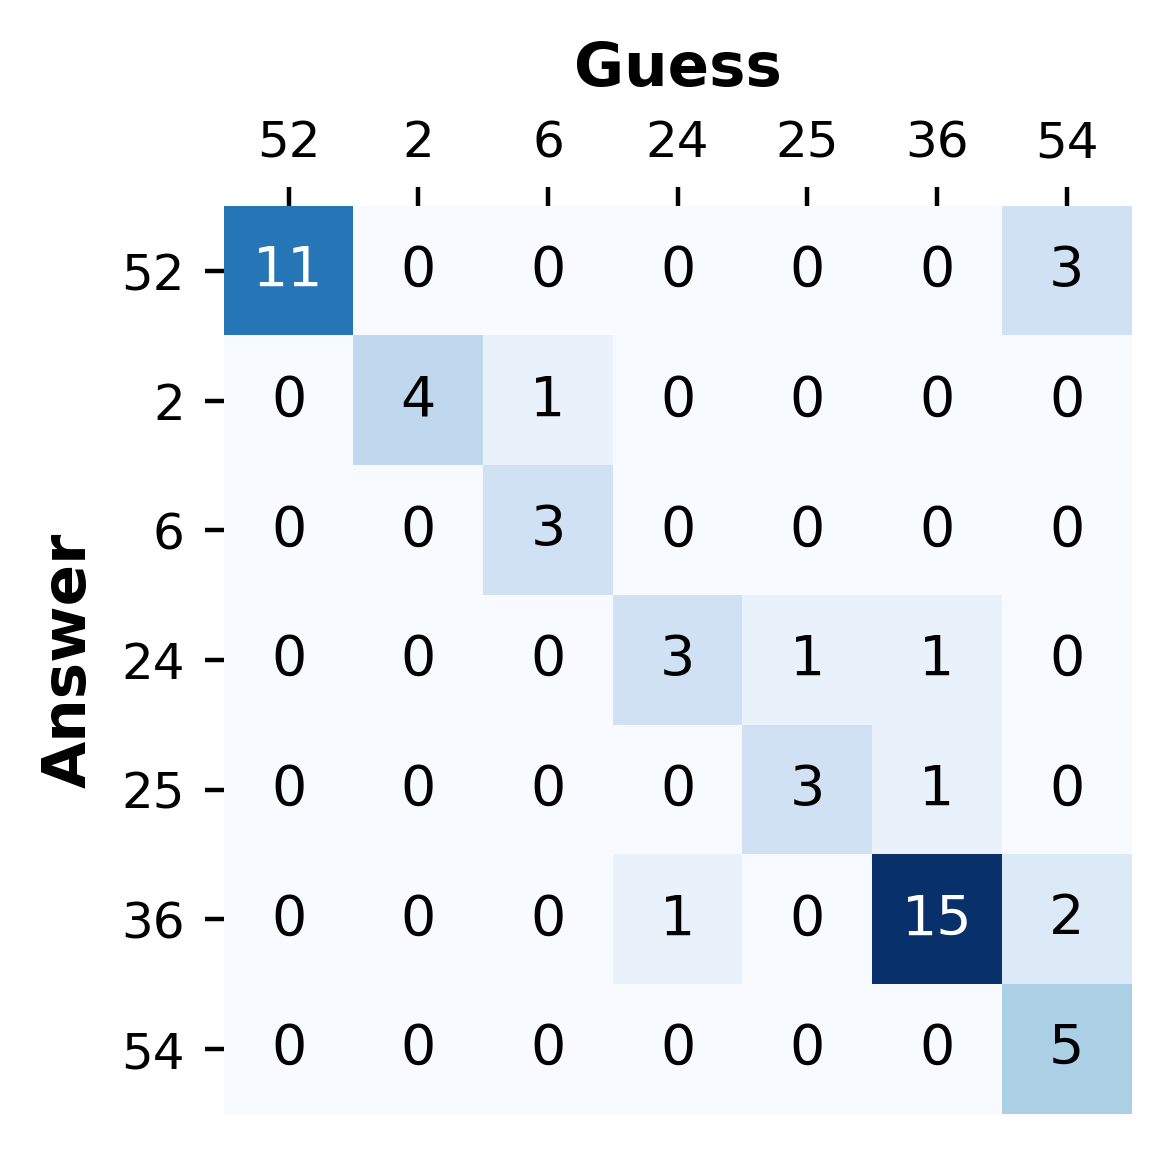 Guess
52 2 6 24 25 36 54
52 11 0 0 0 0 0 3
2 0 4 1 0 0 0 0
6 0 0 3 0 0 0 0
24 0 0 0 3 1 1 0
25 0 0 0 0 3 1 0
36 0 0 0 1 0 15 2
54 0 0 0 0 0 0 5
Answer